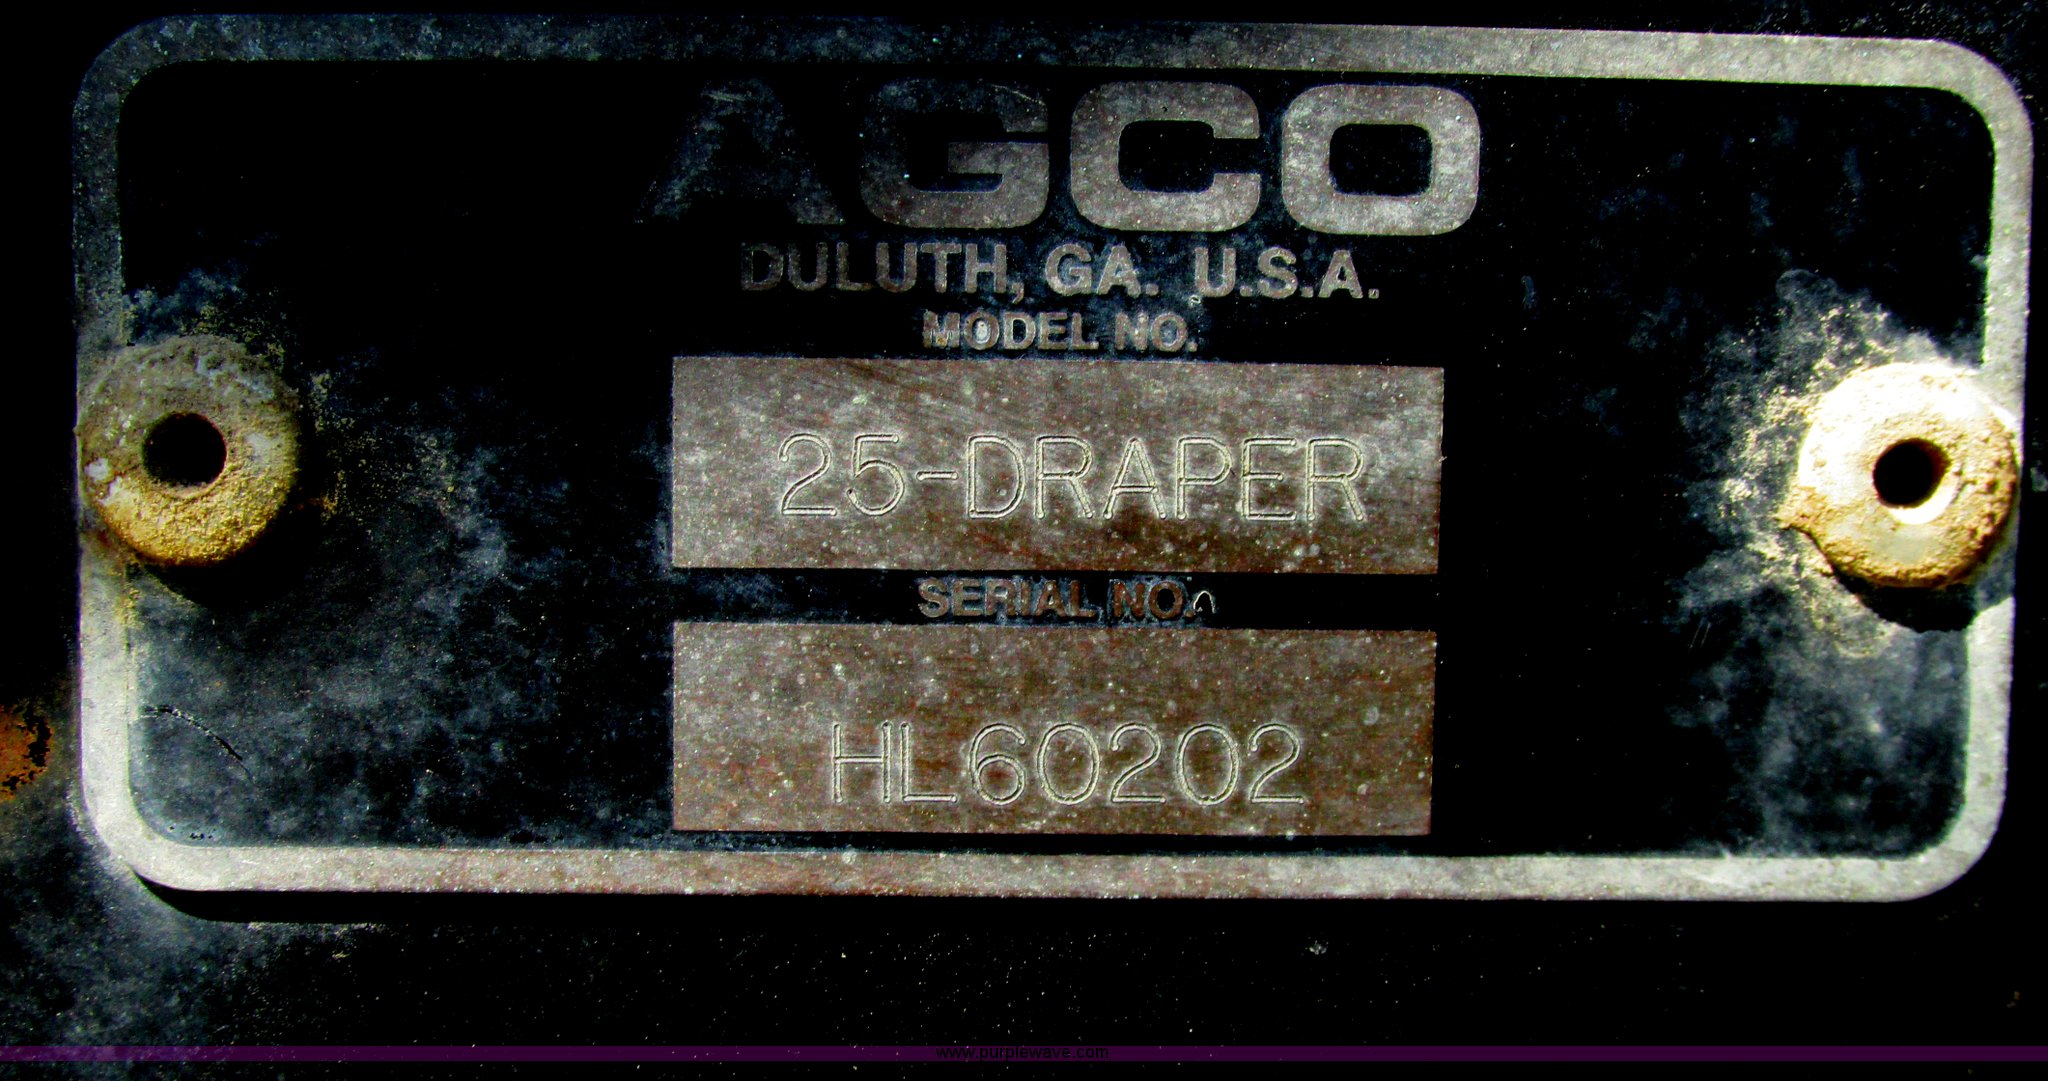 AGCO
DULUTH, GA. U.S.A.
MODEL NO.
25-DRAPER
SERIAL NO.
HL60202
www.purplewave.com